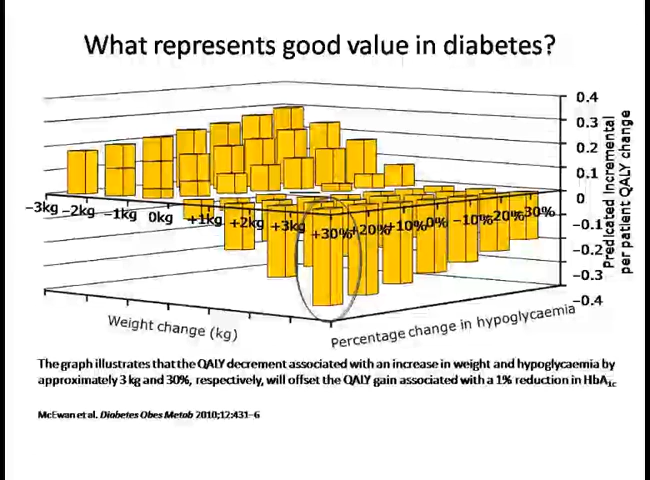 What represents good value in diabetes?
0.4
0.3
0.2
0.1
0
−0.1
−0.2
−0.3
−0.4
Predicated Incremental
per patient QALY change
−3kg
−2kg
−1kg
0kg
+1kg
+2kg
+3kg
+30%
+20%
+10%
0%
−10%
−20%
−30%
Weight change (kg)
Percentage change in hypoglycaemia
The graph illustrates that the QALY decrement associated with an increase in weight and hypoglycaemia by
approximately 3 kg and 30%, respectively, will offset the QALY gain associated with a 1% reduction in HbA1c
McEwan et al. Diabetes Obes Metab 2010;12:431–6